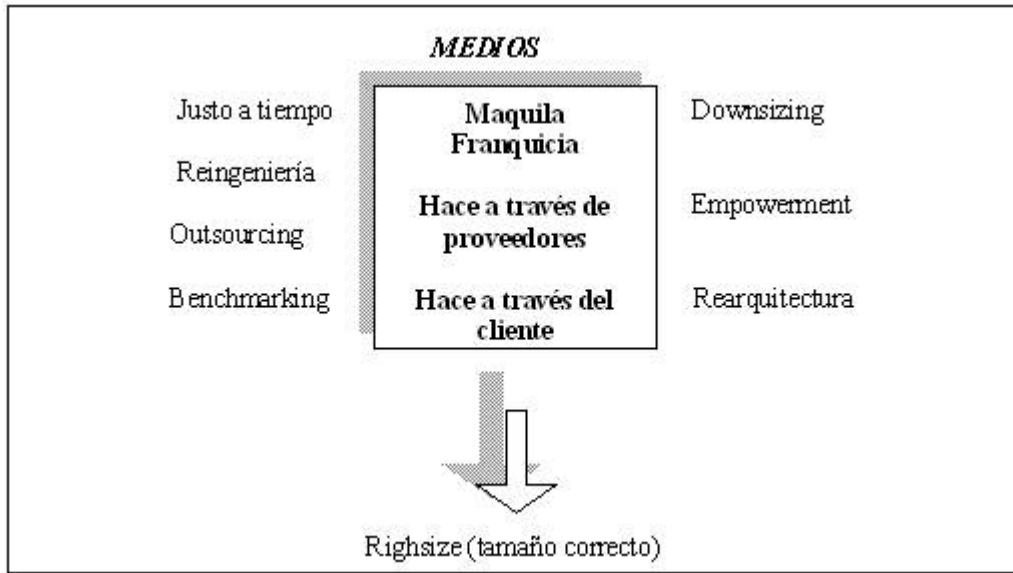 MEDIOS
Justo a tiempo
Reingeniería
Outsourcing
Benchmarking
Maquila
Franquicia
Hace a través de
proveedores
Hace a través del
cliente
Downsizing
Empowerment
Rearquitectura
Righsize (tamaño correcto)